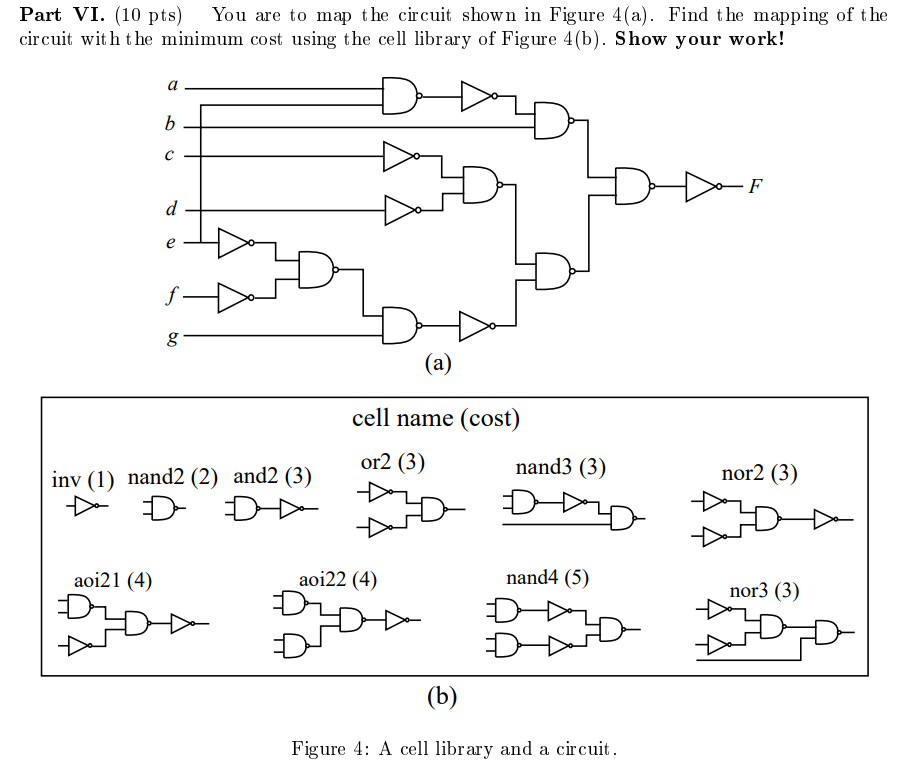 Part VI. (10 pts) You are to map the circuit shown in Figure 4(a). Find the mapping of the
circuit with the minimum cost using the cell library of Figure 4(b). Show your work!
a
b
c
d
e
f
g
F
(a)
cell name (cost)
inv (1) nand2 (2) and2 (3) or2 (3) nand3 (3) nor2 (3)
aoi21 (4) aoi22 (4) nand4 (5) nor3 (3)
(b)
Figure 4: A cell library and a circuit.